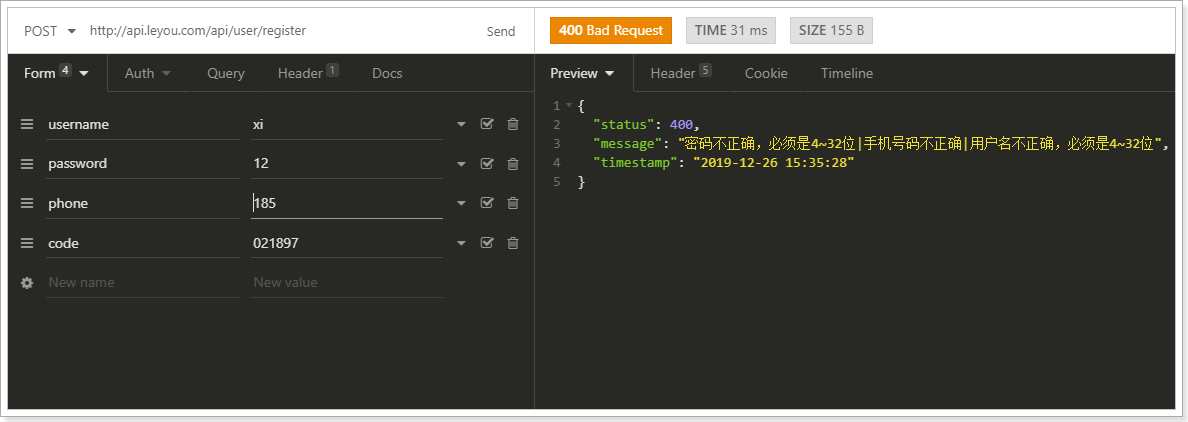 POST http://api.leyou.com/api/user/register Send 400 Bad Request TIME 31 ms SIZE 155 B
Form 4 Auth Query Header 1 Docs Preview Header 5 Cookie Timeline
username xi
password 12
phone 185
code 021897
New name New value
1 {
2 "status": 400,
3 "message": "密码不正确，必须是4~32位|手机号码不正确|用户名不正确，必须是4~32位",
4 "timestamp": "2019-12-26 15:35:28"
5 }